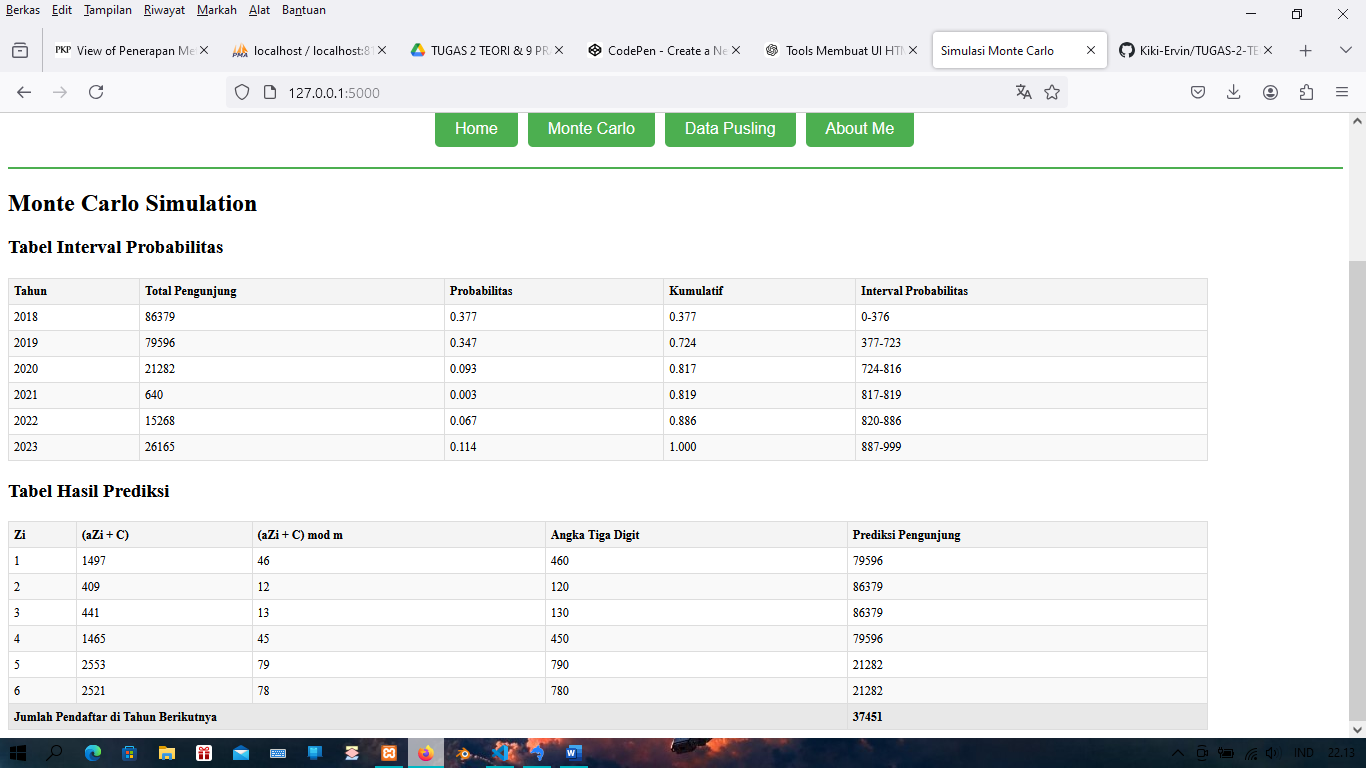 Berkas Edit Tampilan Riwayat Markah Alat Bantuan
PKP View of Penerapan Me
localhost / localhost:81
TUGAS 2 TEORI & 9 PR
CodePen - Create a Ne
Tools Membuat UI HTM
Simulasi Monte Carlo
Kiki-Ervin/TUGAS-2-TE
127.0.0.1:5000
Home Monte Carlo Data Pusling About Me
Monte Carlo Simulation
Tabel Interval Probabilitas
Tahun Total Pengunjung Probabilitas Kumulatif Interval Probabilitas
2018 86379 0.377 0.377 0-376
2019 79596 0.347 0.724 377-723
2020 21282 0.093 0.817 724-816
2021 640 0.003 0.819 817-819
2022 15268 0.067 0.886 820-886
2023 26165 0.114 1.000 887-999
Tabel Hasil Prediksi
Zi (aZi + C) (aZi + C) mod m Angka Tiga Digit Prediksi Pengunjung
1 1497 46 460 79596
2 409 12 120 86379
3 441 13 130 86379
4 1465 45 450 79596
5 2553 79 790 21282
6 2521 78 780 21282
Jumlah Pendaftar di Tahun Berikutnya 37451
IND 22.13